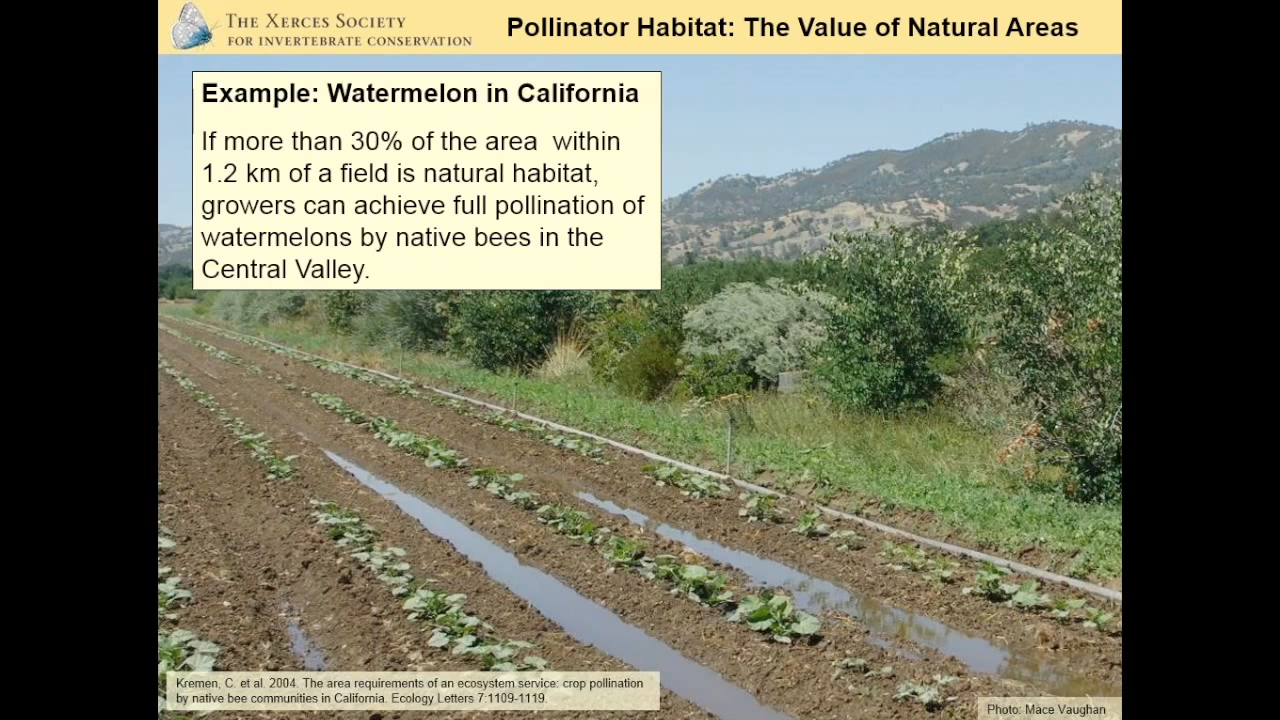 The Xerces Society
for Invertebrate Conservation
Pollinator Habitat: The Value of Natural Areas
Example: Watermelon in California
If more than 30% of the area within
1.2 km of a field is natural habitat,
growers can achieve full pollination of
watermelons by native bees in the
Central Valley.
Kremen, C. et al. 2004. The area requirements of an ecosystem service: crop pollination
by native bee communities in California. Ecology Letters 7:1109-1119.
Photo: Mace Vaughan